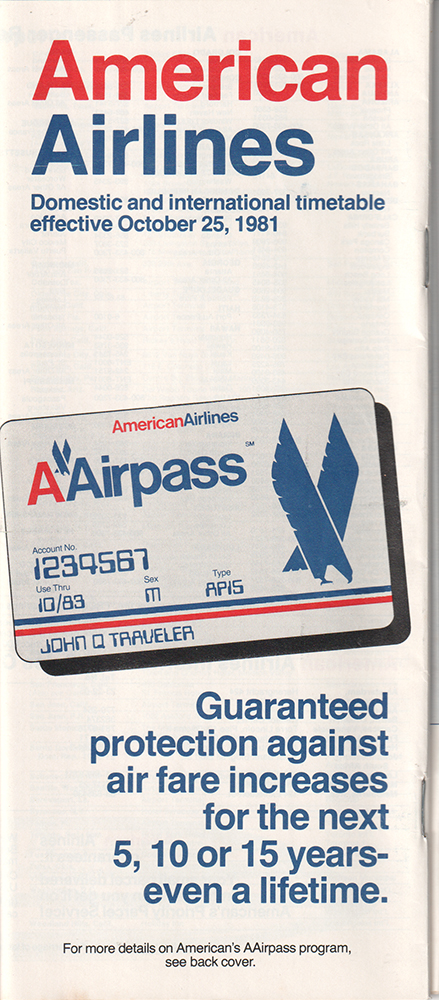 American
Airlines
Domestic and international timetable
effective October 25, 1981
AmericanAirlines
AAirpass SM
Account No.
1234567
Use Thru
10/83
Sex
M
Type
AP15
JOHN Q TRAVELER
Guaranteed
protection against
air fare increases
for the next
5, 10 or 15 years-
even a lifetime.
For more details on American's AAirpass program,
see back cover.